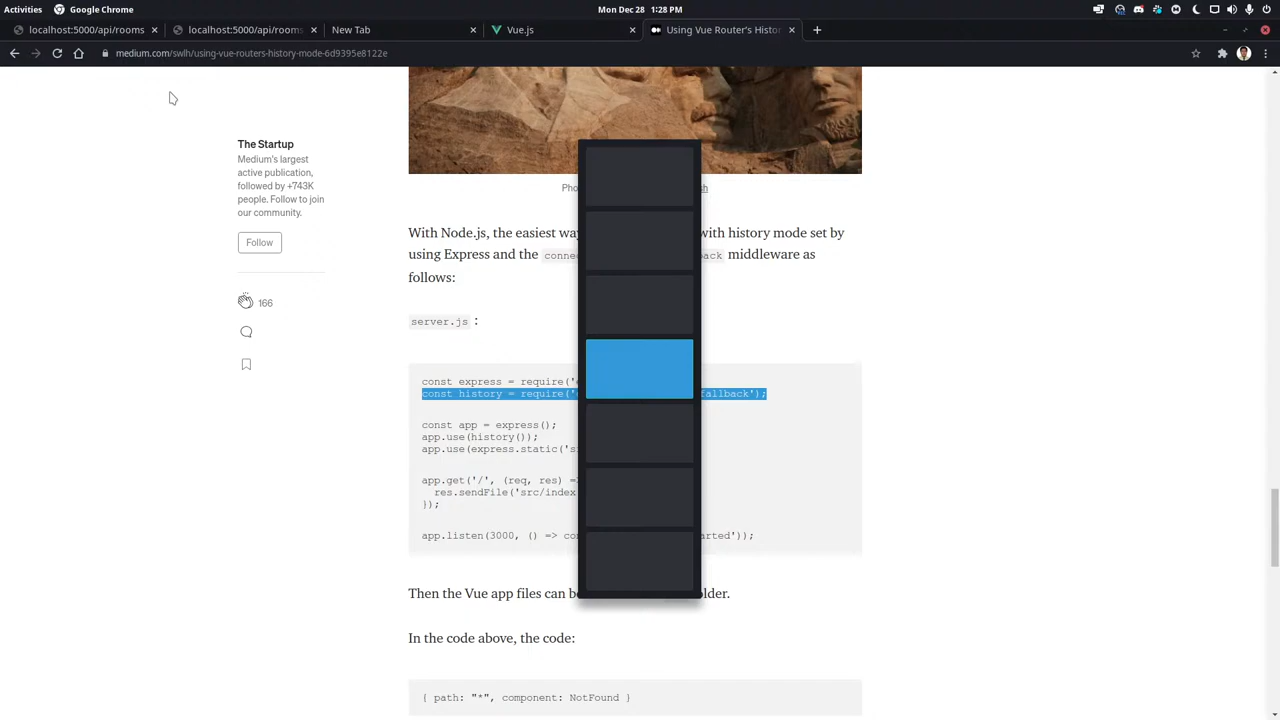 Activities Google Chrome Mon Dec 28 1:28 PM
localhost:5000/api/rooms localhost:5000/api/rooms New Tab Vue.js Using Vue Router's Histo
medium.com/swlh/using-vue-routers-history-mode-6d9395e8122e
The Startup
Medium's largest
active publication,
followed by +743K
people. Follow to join
our community.
Follow
166
With Node.js, the easiest way with history mode set by
using Express and the middleware as
follows:
server.js :
const express = require('
const history = require(' fallback');
const app = express();
app.use(history());
app.use(express.static('s
app.get('/', (req, res) =
res.sendFile('src/index
});
app.listen(3000, () => co arted'));
Then the Vue app files can be
In the code above, the code:
{ path: "*", component: NotFound }